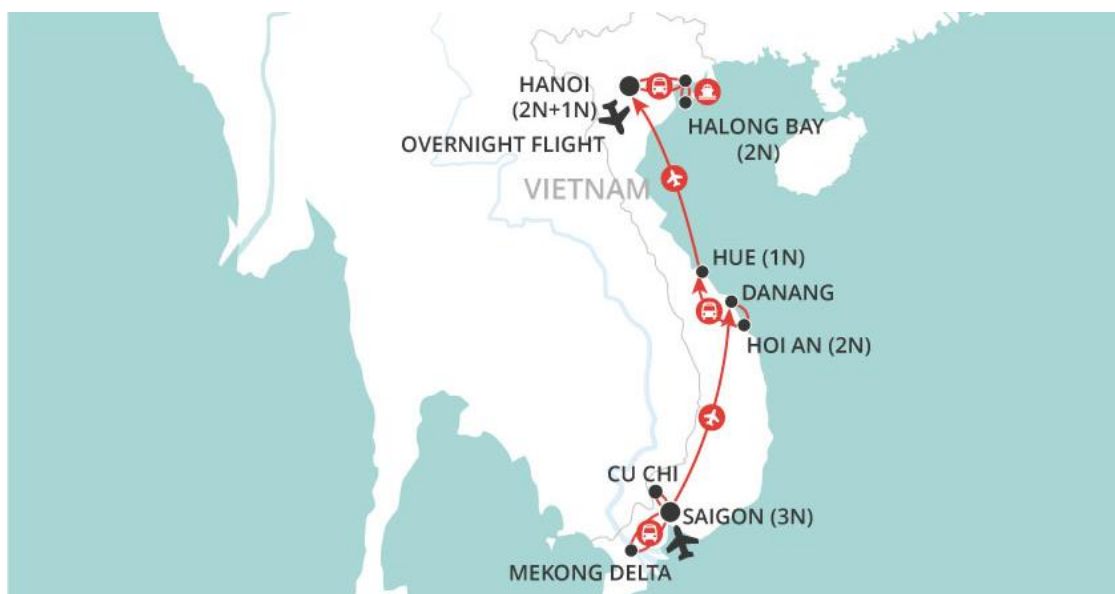 HANOI
(2N+1N)
OVERNIGHT FLIGHT
HALONG BAY
(2N)
VIETNAM
HUE (1N)
DANANG
HOI AN (2N)
CU CHI
SAIGON (3N)
MEKONG DELTA